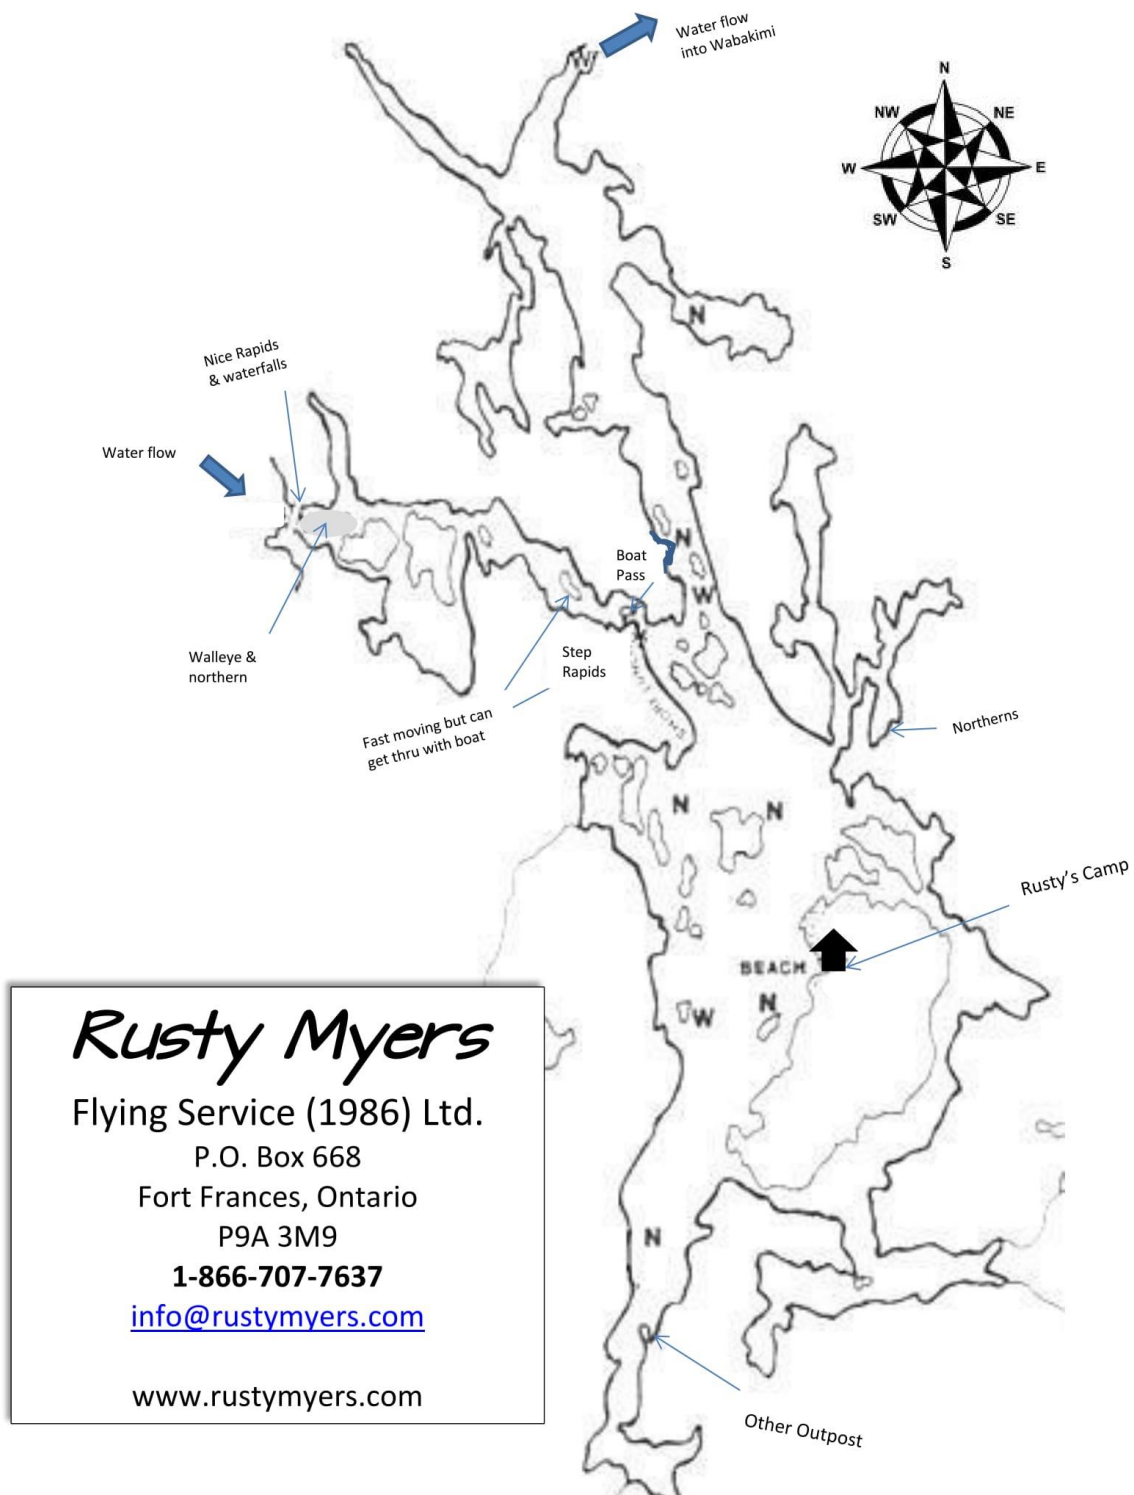 Water flow
into Wabakimi
N
NW
NE
W
E
SW
SE
S
W
N
Nice Rapids
& waterfalls
Water flow
N
Boat
Pass
W
Walleye &
northern
Step
Rapids
Fast moving but can
get thru with boat
Northerns
N
N
Rusty's Camp
BEACH
N
W
N
Other Outpost
Rusty Myers
Flying Service (1986) Ltd.
P.O. Box 668
Fort Frances, Ontario
P9A 3M9
1-866-707-7637
info@rustymyers.com
www.rustymyers.com